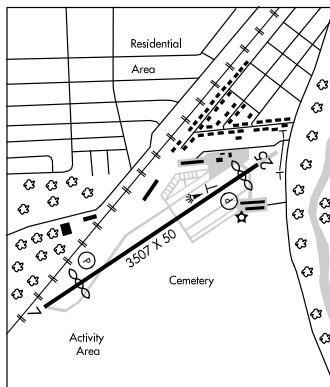 Residential
Area
25
P
3507 X 50
P
Cemetery
7
Activity
Area